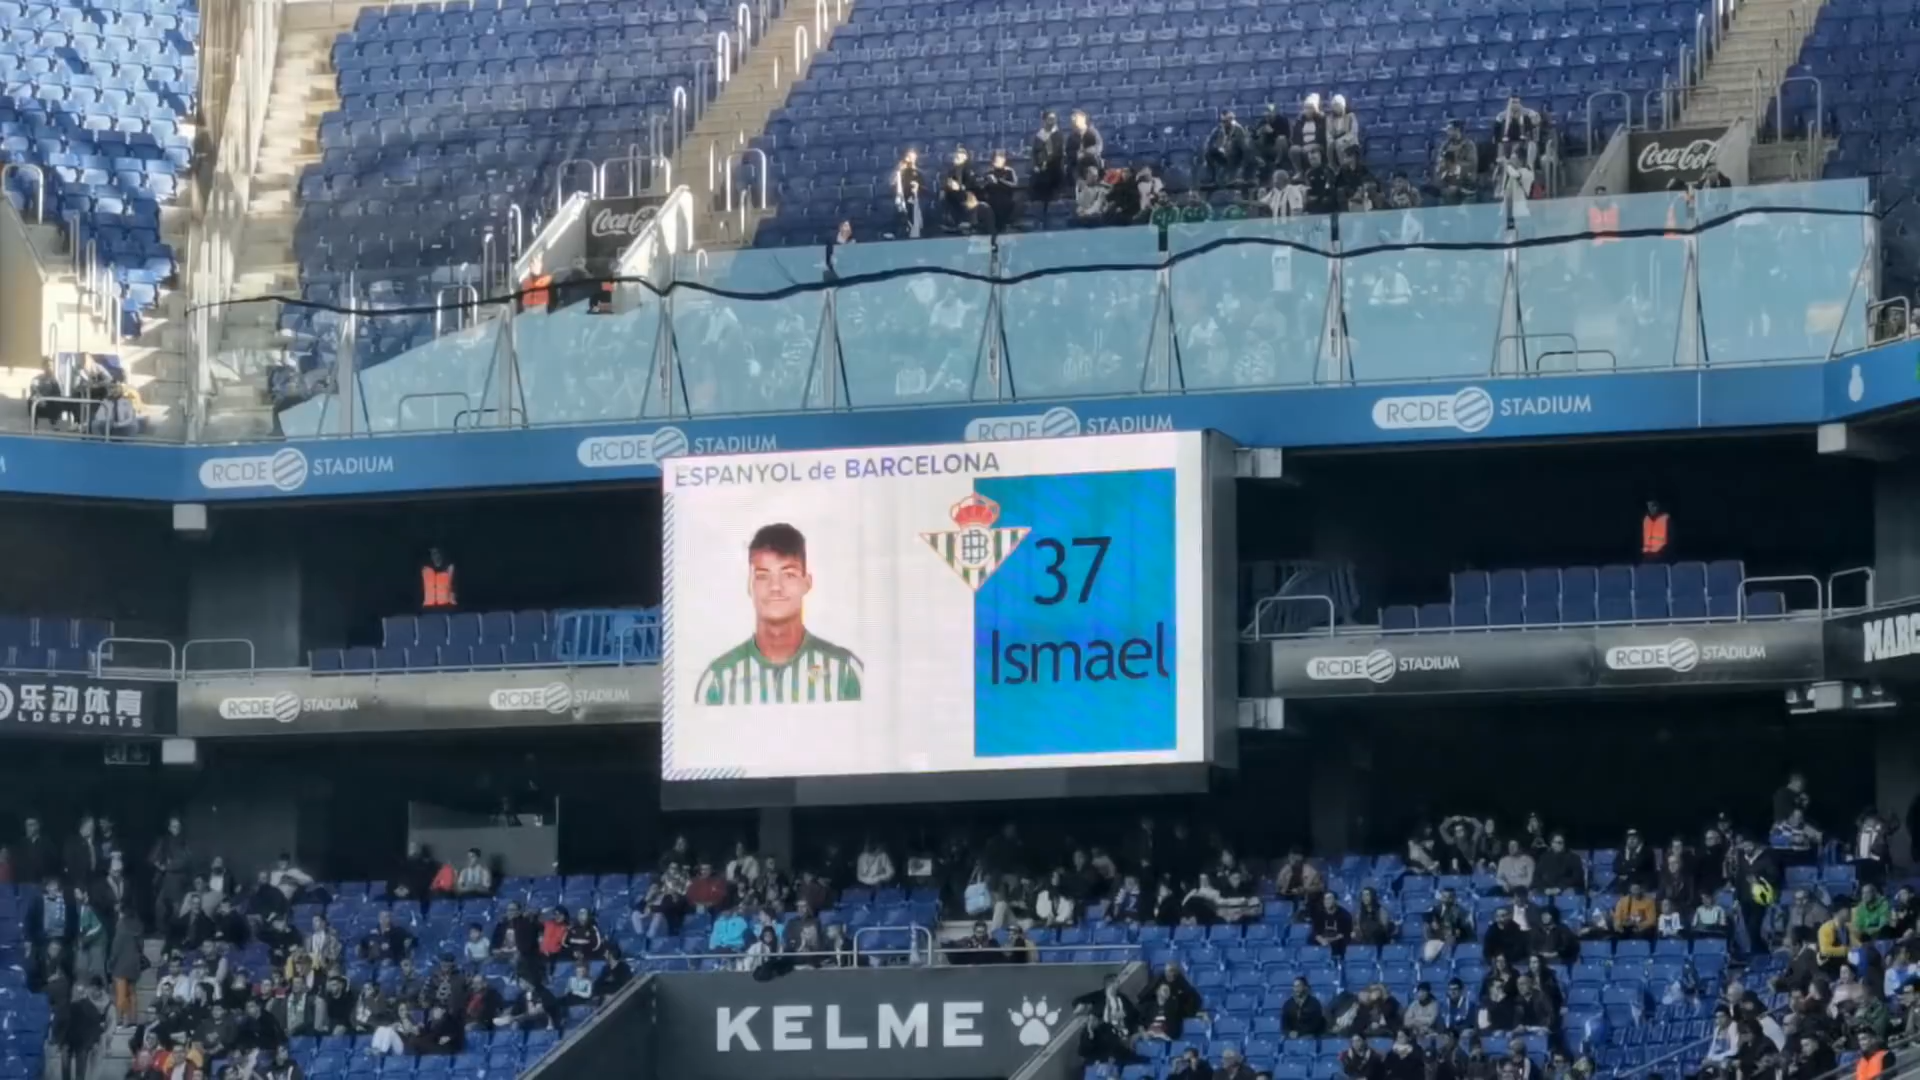 Coca-Cola
Coca-Cola
RCDE STADIUM
RCDE STADIUM
RCDE STADIUM
RCDE STADIUM
ESPANYOL de BARCELONA
37
Ismael
RCDE STADIUM
RCDE STADIUM
RCDE STADIUM
RCDE STADIUM
乐动体育
LDSPORTS
KELME